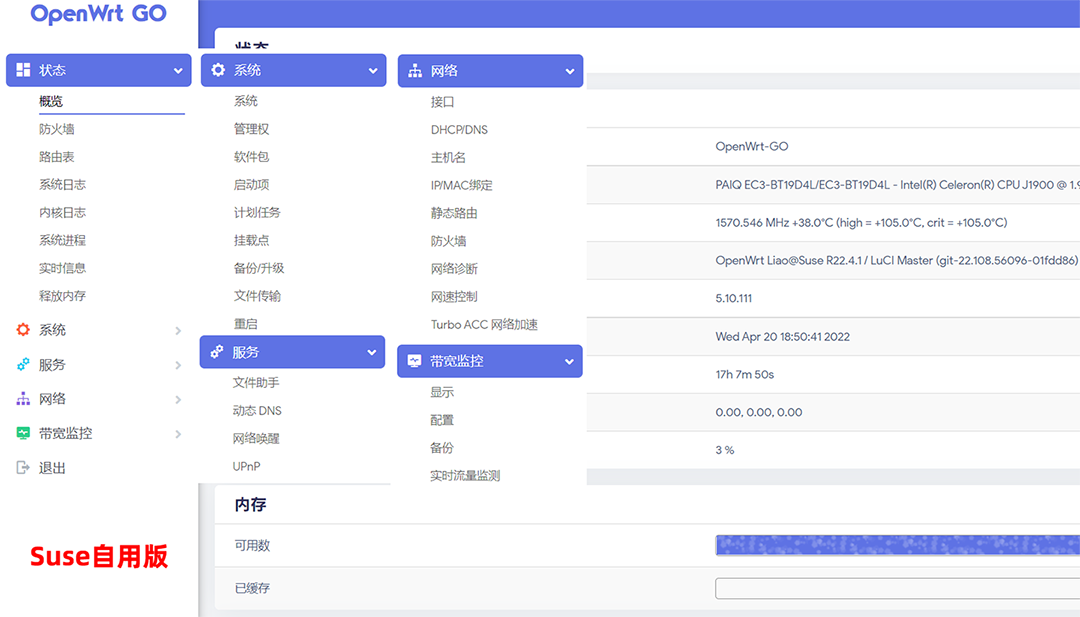 OpenWrt GO
状态
概览
防火墙
路由表
系统日志
内核日志
系统进程
实时信息
释放内存
系统
服务
网络
带宽监控
退出
Suse自用版
系统
系统
管理权
软件包
启动项
计划任务
挂载点
备份/升级
文件传输
重启
服务
文件助手
动态 DNS
网络唤醒
UPnP
网络
接口
DHCP/DNS
主机名
IP/MAC绑定
静态路由
防火墙
网络诊断
网速控制
Turbo ACC 网络加速
带宽监控
显示
配置
备份
实时流量监测
状态
OpenWrt-GO
PAIQ EC3-BT19D4L/EC3-BT19D4L - Intel(R) Celeron(R) CPU J1900 @ 1.9
1570.546 MHz +38.0°C (high = +105.0°C, crit = +105.0°C)
OpenWrt Liao@Suse R22.4.1 / LuCI Master (git-22.108.56096-01fdd86)
5.10.111
Wed Apr 20 18:50:41 2022
17h 7m 50s
0.00, 0.00, 0.00
3 %
内存
可用数
已缓存